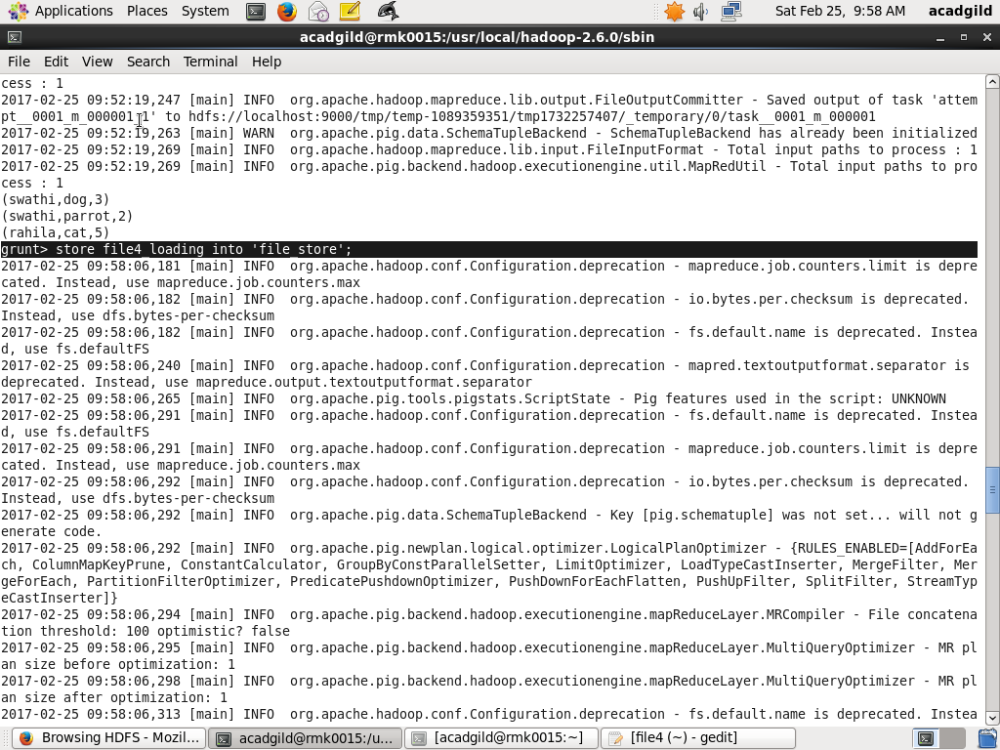 Applications Places System Sat Feb 25, 9:58 AM acadgild
acadgild@rmk0015:/usr/local/hadoop-2.6.0/sbin
File Edit View Search Terminal Help
cess : 1
2017-02-25 09:52:19,247 [main] INFO  org.apache.hadoop.mapreduce.lib.output.FileOutputCommitter - Saved output of task 'attem
pt__0001_m_000001_1' to hdfs://localhost:9000/tmp/temp-1089359351/tmp1732257407/_temporary/0/task__0001_m_000001
2017-02-25 09:52:19,263 [main] WARN  org.apache.pig.data.SchemaTupleBackend - SchemaTupleBackend has already been initialized
2017-02-25 09:52:19,269 [main] INFO  org.apache.hadoop.mapreduce.lib.input.FileInputFormat - Total input paths to process : 1
2017-02-25 09:52:19,269 [main] INFO  org.apache.pig.backend.hadoop.executionengine.util.MapRedUtil - Total input paths to pro
cess : 1
(swathi,dog,3)
(swathi,parrot,2)
(rahila,cat,5)
grunt> store file4_loading into 'file_store';
2017-02-25 09:58:06,181 [main] INFO  org.apache.hadoop.conf.Configuration.deprecation - mapreduce.job.counters.limit is depre
cated. Instead, use mapreduce.job.counters.max
2017-02-25 09:58:06,182 [main] INFO  org.apache.hadoop.conf.Configuration.deprecation - io.bytes.per.checksum is deprecated.
Instead, use dfs.bytes-per-checksum
2017-02-25 09:58:06,182 [main] INFO  org.apache.hadoop.conf.Configuration.deprecation - fs.default.name is deprecated. Instea
d, use fs.defaultFS
2017-02-25 09:58:06,240 [main] INFO  org.apache.hadoop.conf.Configuration.deprecation - mapred.textoutputformat.separator is
deprecated. Instead, use mapreduce.output.textoutputformat.separator
2017-02-25 09:58:06,265 [main] INFO  org.apache.pig.tools.pigstats.ScriptState - Pig features used in the script: UNKNOWN
2017-02-25 09:58:06,291 [main] INFO  org.apache.hadoop.conf.Configuration.deprecation - fs.default.name is deprecated. Instea
d, use fs.defaultFS
2017-02-25 09:58:06,291 [main] INFO  org.apache.hadoop.conf.Configuration.deprecation - mapreduce.job.counters.limit is depre
cated. Instead, use mapreduce.job.counters.max
2017-02-25 09:58:06,292 [main] INFO  org.apache.hadoop.conf.Configuration.deprecation - io.bytes.per.checksum is deprecated.
Instead, use dfs.bytes-per-checksum
2017-02-25 09:58:06,292 [main] INFO  org.apache.pig.data.SchemaTupleBackend - Key [pig.schematuple] was not set... will not g
enerate code.
2017-02-25 09:58:06,292 [main] INFO  org.apache.pig.newplan.logical.optimizer.LogicalPlanOptimizer - {RULES_ENABLED=[AddForEa
ch, ColumnMapKeyPrune, ConstantCalculator, GroupByConstParallelSetter, LimitOptimizer, LoadTypeCastInserter, MergeFilter, Mer
geForEach, PartitionFilterOptimizer, PredicatePushdownOptimizer, PushDownForEachFlatten, PushUpFilter, SplitFilter, StreamTyp
eCastInserter]}
2017-02-25 09:58:06,294 [main] INFO  org.apache.pig.backend.hadoop.executionengine.mapReduceLayer.MRCompiler - File concatena
tion threshold: 100 optimistic? false
2017-02-25 09:58:06,295 [main] INFO  org.apache.pig.backend.hadoop.executionengine.mapReduceLayer.MultiQueryOptimizer - MR pl
an size before optimization: 1
2017-02-25 09:58:06,298 [main] INFO  org.apache.pig.backend.hadoop.executionengine.mapReduceLayer.MultiQueryOptimizer - MR pl
an size after optimization: 1
2017-02-25 09:58:06,313 [main] INFO  org.apache.hadoop.conf.Configuration.deprecation - fs.default.name is deprecated. Instea
Browsing HDFS - Mozil... acadgild@rmk0015:/u... [acadgild@rmk0015:~] [file4 (~) - gedit]